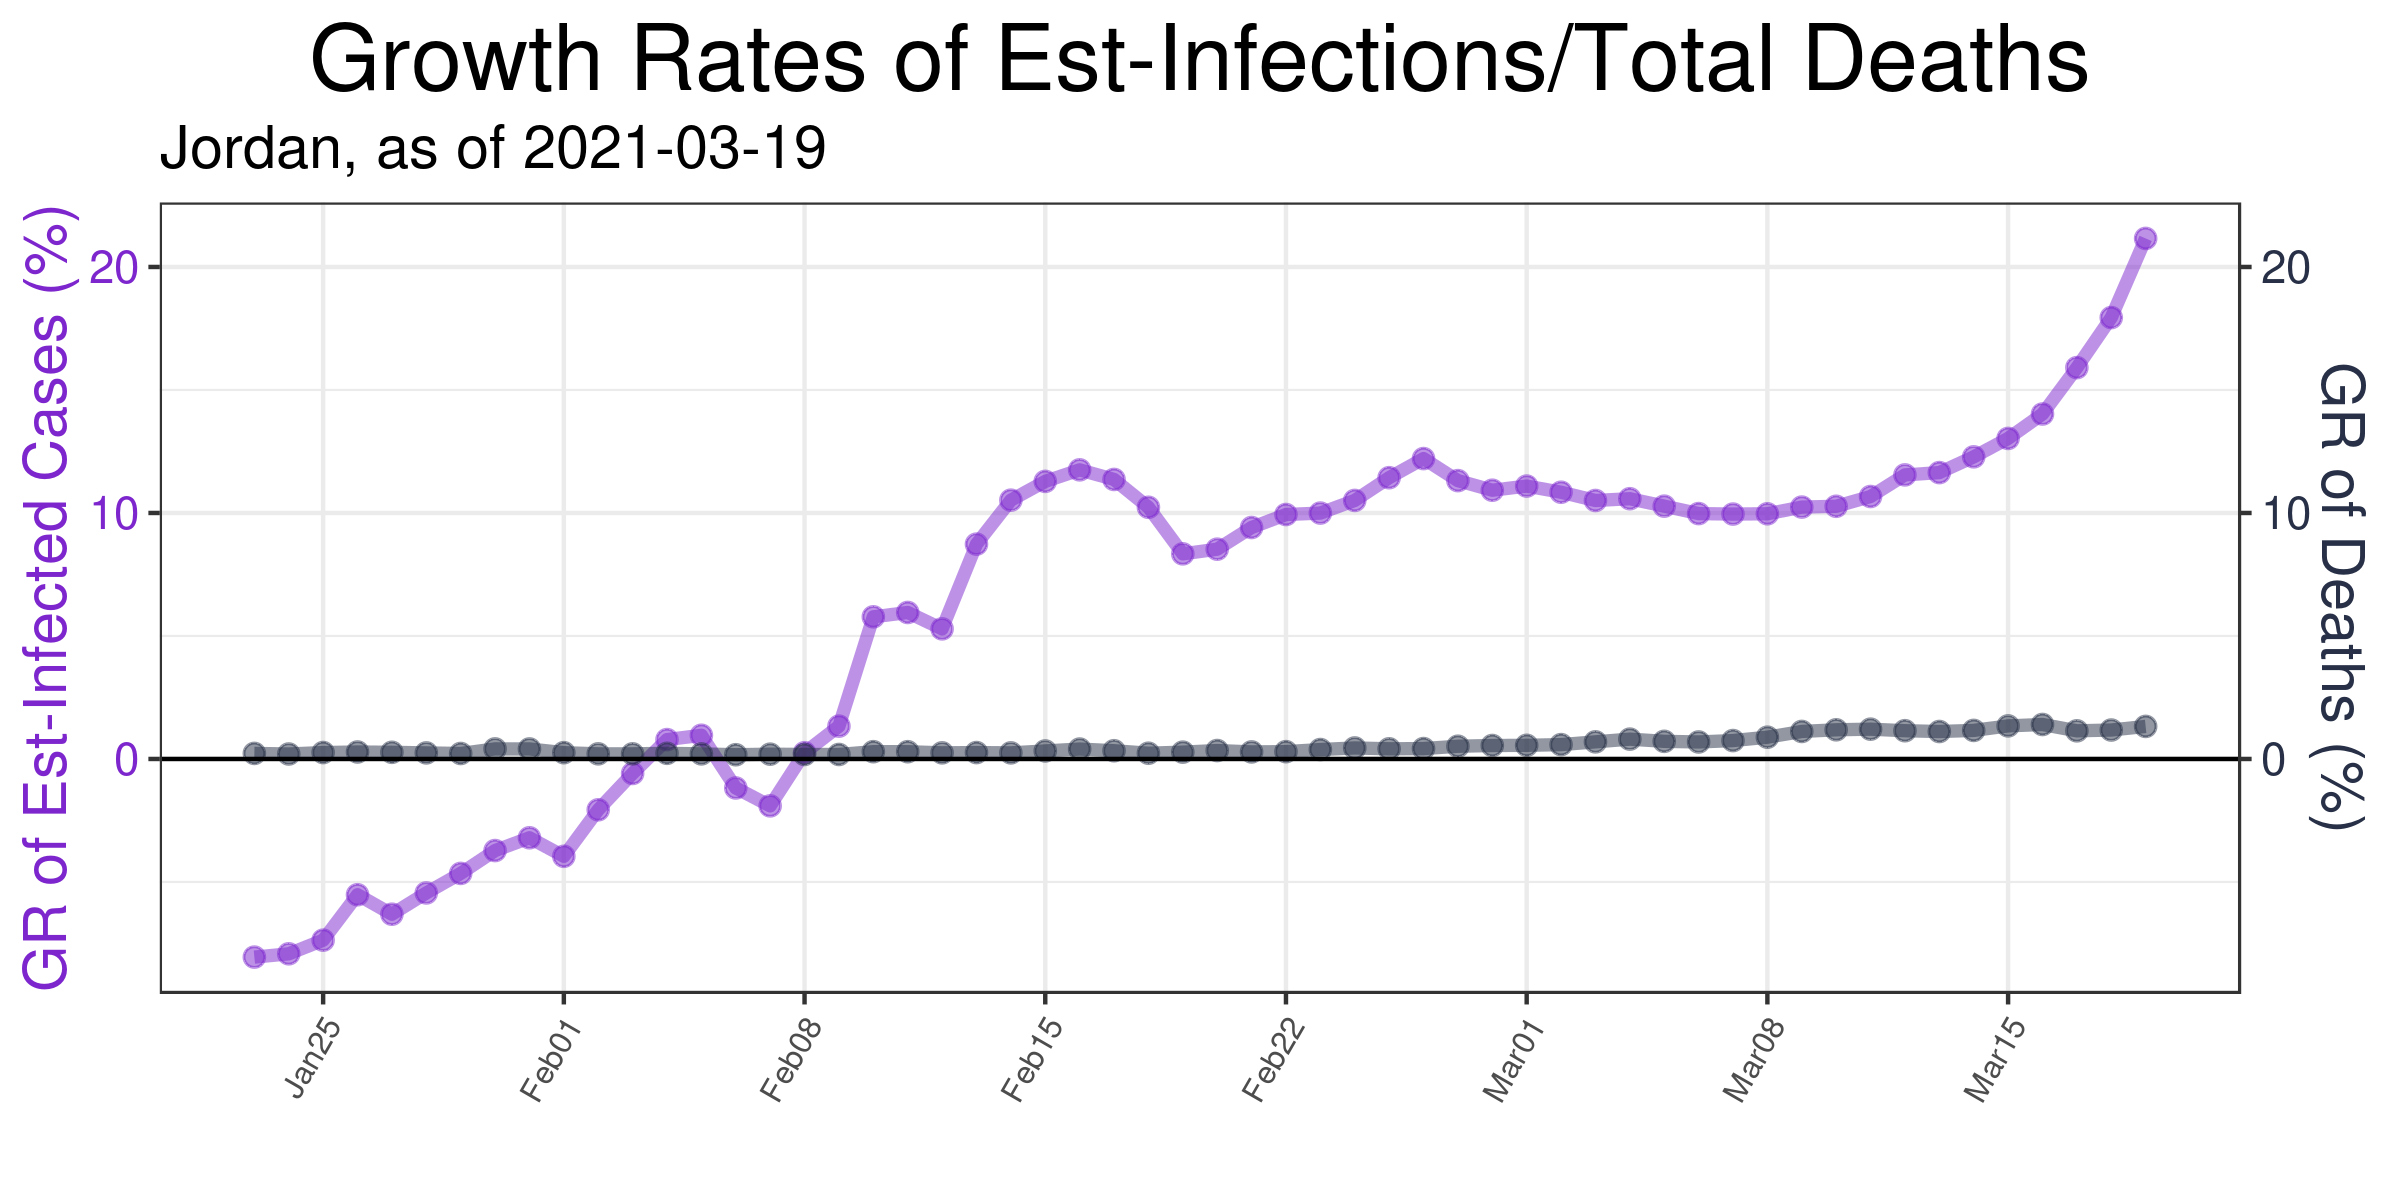 Growth Rates of Est-Infections/Total Deaths
Jordan, as of 2021-03-19
GR of Est-Infected Cases (%)
20
10
0
20
10
0
GR of Deaths (%)
Jan25
Feb01
Feb08
Feb15
Feb22
Mar01
Mar08
Mar15